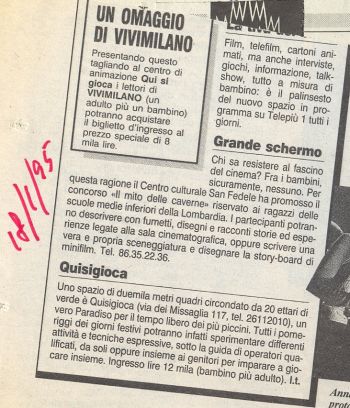 UN OMAGGIO
DI VIVIMILANO
Presentando questo
tagliando al centro di
animazione Qui si
gioca i lettori di
VIVIMILANO (un
adulto più un bambino)
potranno acquistare
il biglietto d'ingresso al
prezzo speciale di 8
mila lire.
Film, telefilm, cartoni ani-
mati, ma anche interviste,
giochi, informazione, talk-
show, tutto a misura di
bambino: è il palinsesto
del nuovo spazio in pro-
gramma su Telepiù 1 tutti i
giorni.
Grande schermo
Chi sa resistere al fascino
del cinema? Fra i bambini,
sicuramente, nessuno. Per
questa ragione il Centro culturale San Fedele ha promosso il
concorso «Il mito delle caverne» riservato ai ragazzi delle
scuole medie inferiori della Lombardia. I partecipanti potran-
no descrivere con fumetti, disegni e racconti storie ed espe-
rienze legate alla sala cinematografica, oppure scrivere una
vera e propria sceneggiatura e disegnare la story-board di
minifilm. Tel. 86.35.22.36.
Quisigioca
Uno spazio di duemila metri quadri circondato da 20 ettari di
verde è Quisigioca (via dei Missaglia 117, tel. 26112010), un
vero Paradiso per il tempo libero dei più piccini. Tutti i pome-
riggi dei giorni festivi potranno infatti sperimentare differenti
attività e tecniche espressive, sotto la guida di operatori qua-
lificati, da soli oppure insieme ai genitori per imparare a gio-
care insieme. Ingresso lire 12 mila (bambino più adulto). l.t.
18/1/95
Anna
proto